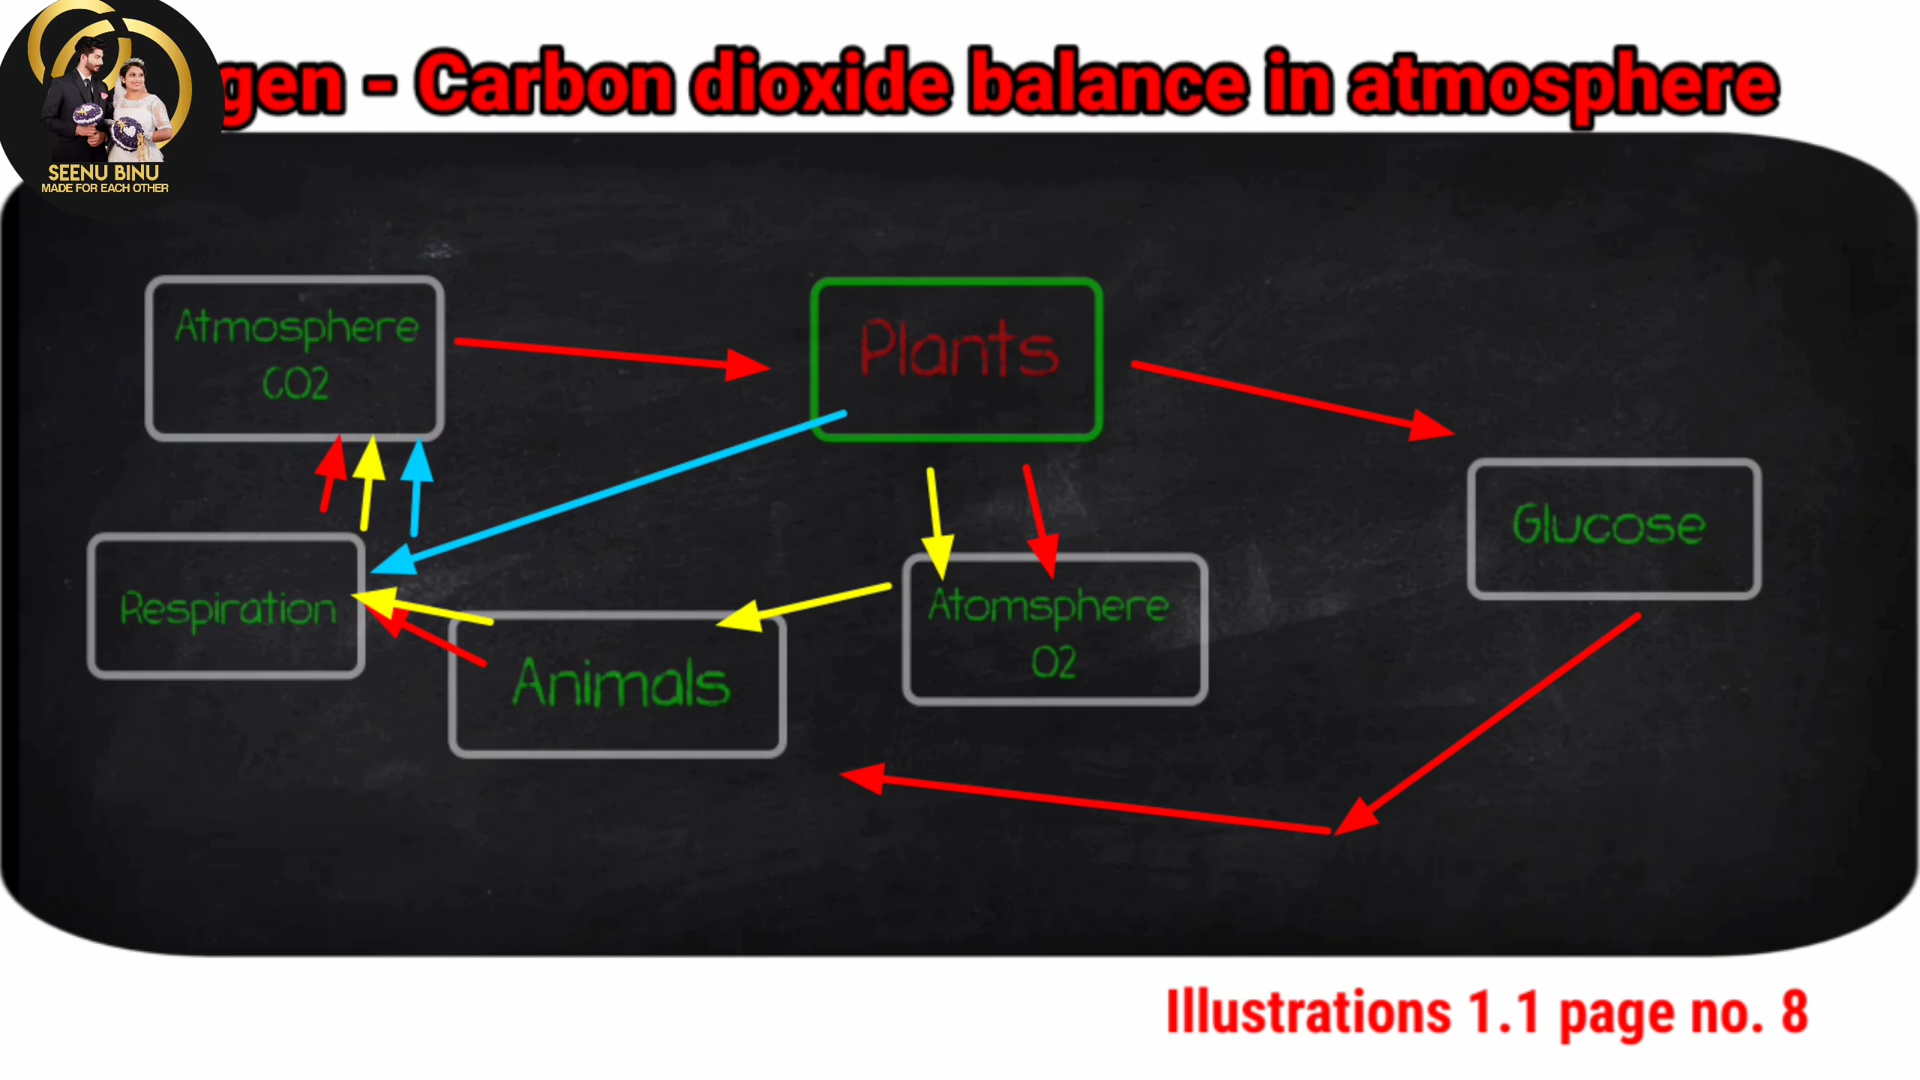 gen - Carbon dioxide balance in atmosphere
SEENU BINU
MADE FOR EACH OTHER
Atmosphere
CO2
Plants
Glucose
Respiration
Animals
Atomsphere
O2
Illustrations 1.1 page no. 8